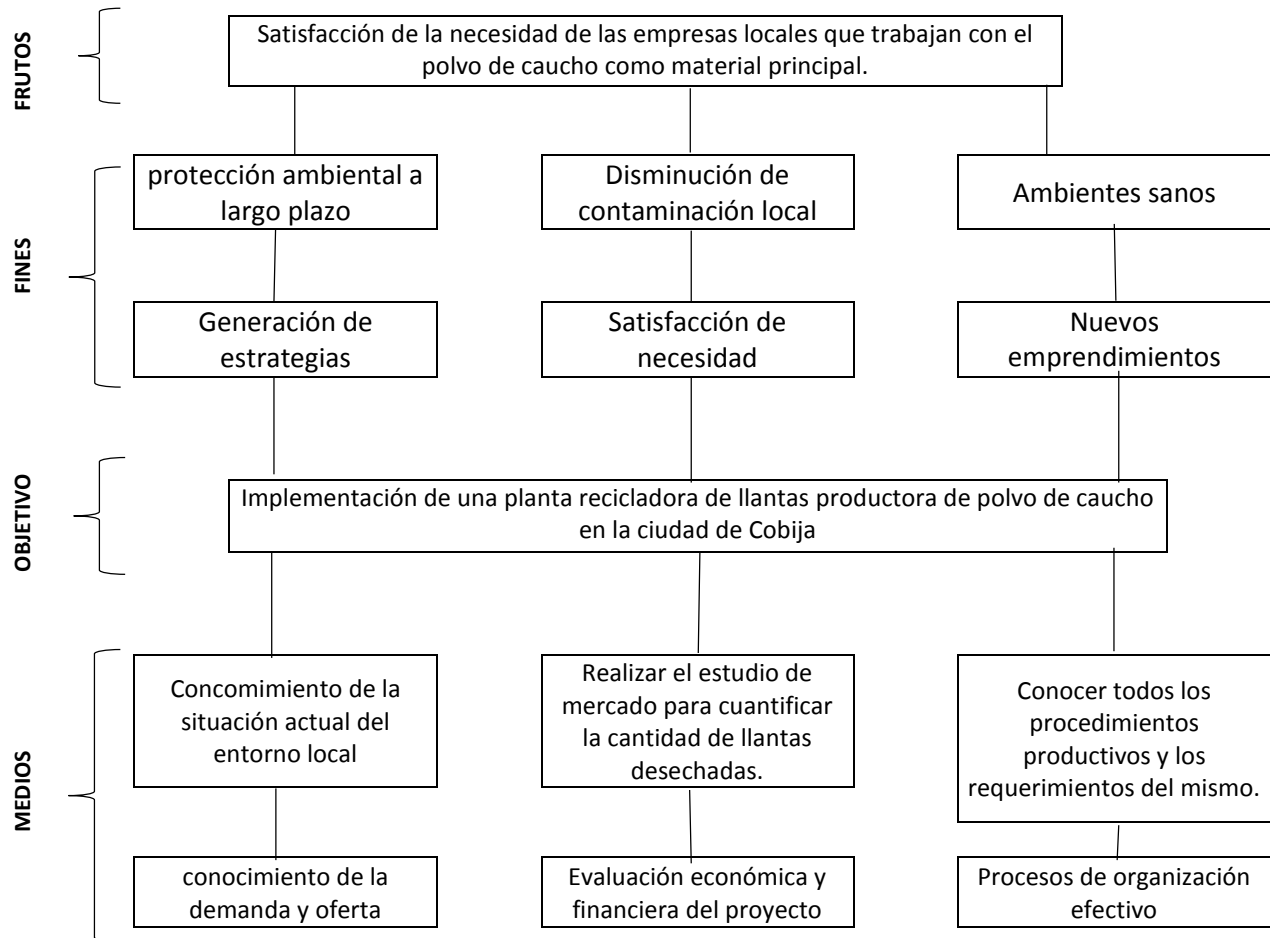 FRUTOS
Satisfacción de la necesidad de las empresas locales que trabajan con el
polvo de caucho como material principal.
FINES
protección ambiental a
largo plazo
Disminución de
contaminación local
Ambientes sanos
Generación de
estrategias
Satisfacción de
necesidad
Nuevos
emprendimientos
OBJETIVO
Implementación de una planta recicladora de llantas productora de polvo de caucho
en la ciudad de Cobija
MEDIOS
Concomimiento de la
situación actual del
entorno local
Realizar el estudio de
mercado para cuantificar
la cantidad de llantas
desechadas.
Conocer todos los
procedimientos
productivos y los
requerimientos del mismo.
conocimiento de la
demanda y oferta
Evaluación económica y
financiera del proyecto
Procesos de organización
efectivo